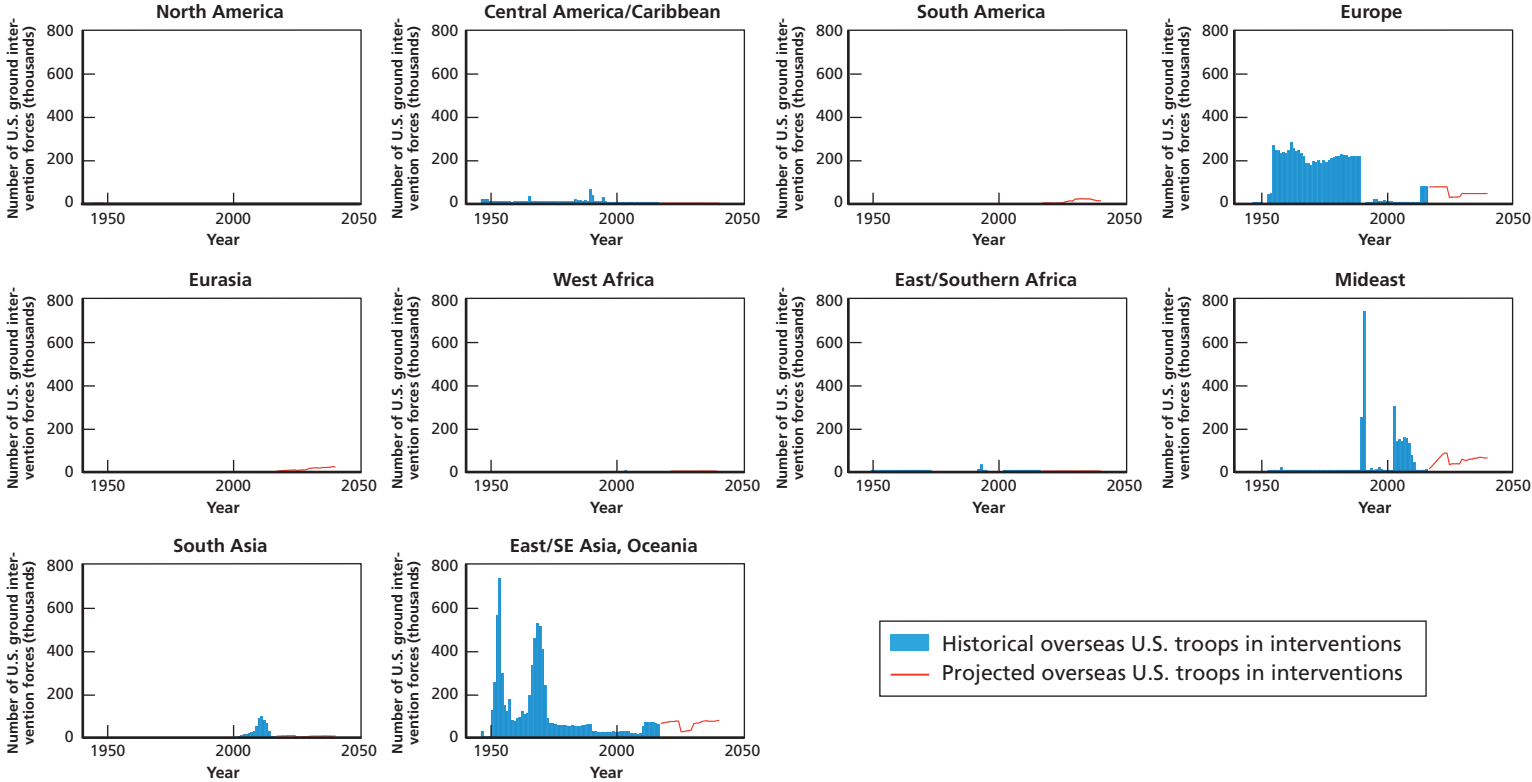 North America
Number of U.S. ground inter-
vention forces (thousands)
800
600
400
200
0
1950
2000
2050
Year
Central America/Caribbean
Number of U.S. ground inter-
vention forces (thousands)
800
600
400
200
0
1950
2000
2050
Year
South America
Number of U.S. ground inter-
vention forces (thousands)
800
600
400
200
0
1950
2000
2050
Year
Europe
Number of U.S. ground inter-
vention forces (thousands)
800
600
400
200
0
1950
2000
2050
Year
Eurasia
Number of U.S. ground inter-
vention forces (thousands)
800
600
400
200
0
1950
2000
2050
Year
West Africa
Number of U.S. ground inter-
vention forces (thousands)
800
600
400
200
0
1950
2000
2050
Year
East/Southern Africa
Number of U.S. ground inter-
vention forces (thousands)
800
600
400
200
0
1950
2000
2050
Year
Mideast
Number of U.S. ground inter-
vention forces (thousands)
800
600
400
200
0
1950
2000
2050
Year
South Asia
Number of U.S. ground inter-
vention forces (thousands)
800
600
400
200
0
1950
2000
2050
Year
East/SE Asia, Oceania
Number of U.S. ground inter-
vention forces (thousands)
800
600
400
200
0
1950
2000
2050
Year
Historical overseas U.S. troops in interventions
Projected overseas U.S. troops in interventions